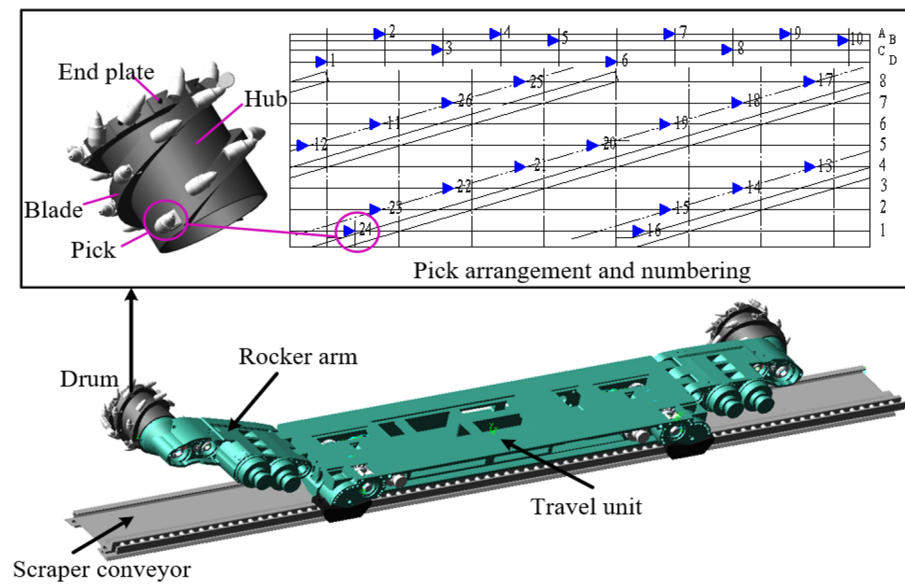 End plate
Hub
Blade
Pick
2 4 7 9 A
5 10 B
3 8 C
1 6 D
25 17 8
26 18 7
11 19 6
12 20 5
21 13 4
22 14 3
23 15 2
24 16 1
Pick arrangement and numbering
Rocker arm
Drum
Travel unit
Scraper conveyor